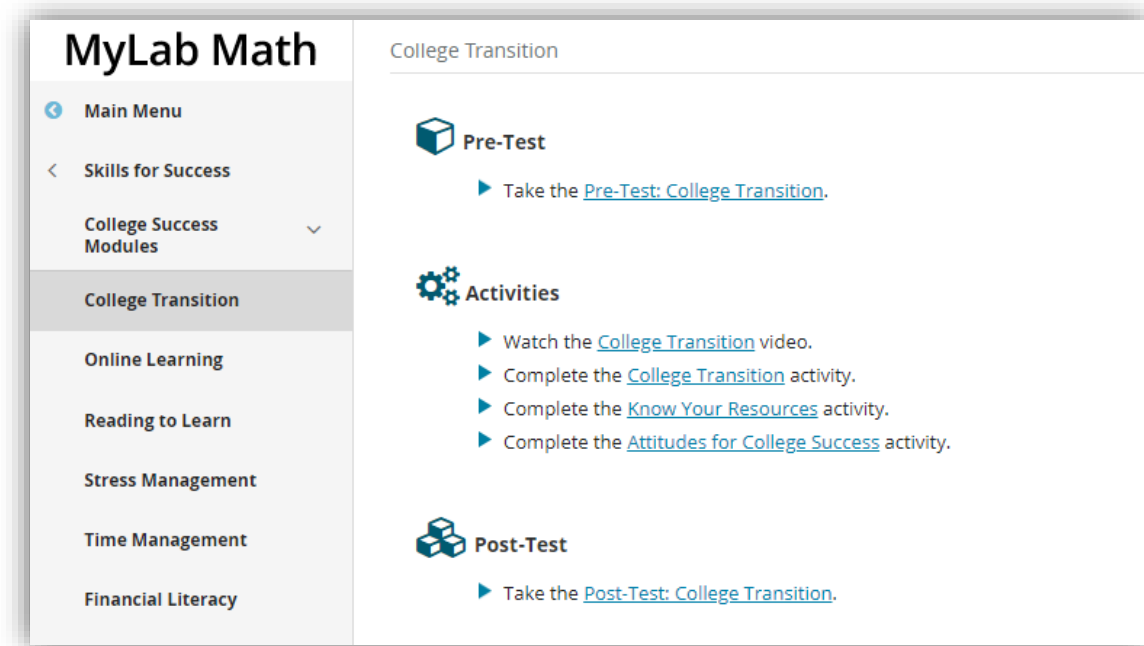 MyLab Math
Main Menu
Skills for Success
College Success
Modules
College Transition
Online Learning
Reading to Learn
Stress Management
Time Management
Financial Literacy
College Transition
Pre-Test
Take the Pre-Test: College Transition.
Activities
Watch the College Transition video.
Complete the College Transition activity.
Complete the Know Your Resources activity.
Complete the Attitudes for College Success activity.
Post-Test
Take the Post-Test: College Transition.